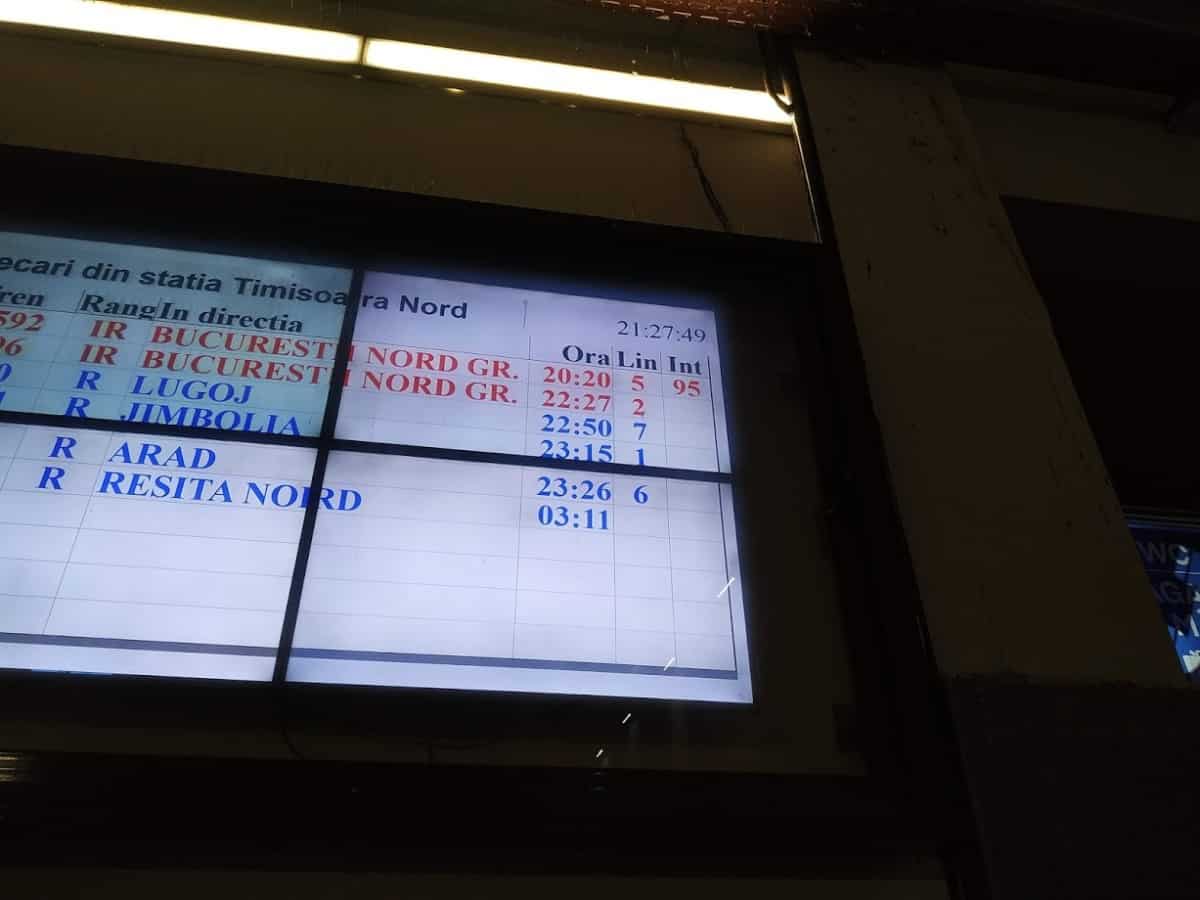 ecari din statia Timisoara Nord
21:27:49
ren Rang In directia Ora Lin Int
592 IR BUCURESTI NORD GR. 20:20 5 95
96 IR BUCURESTI NORD GR. 22:27 2
0 R LUGOJ 22:50 7
1 R JIMBOLIA 23:15 1
R ARAD 23:26 6
R RESITA NORD 03:11